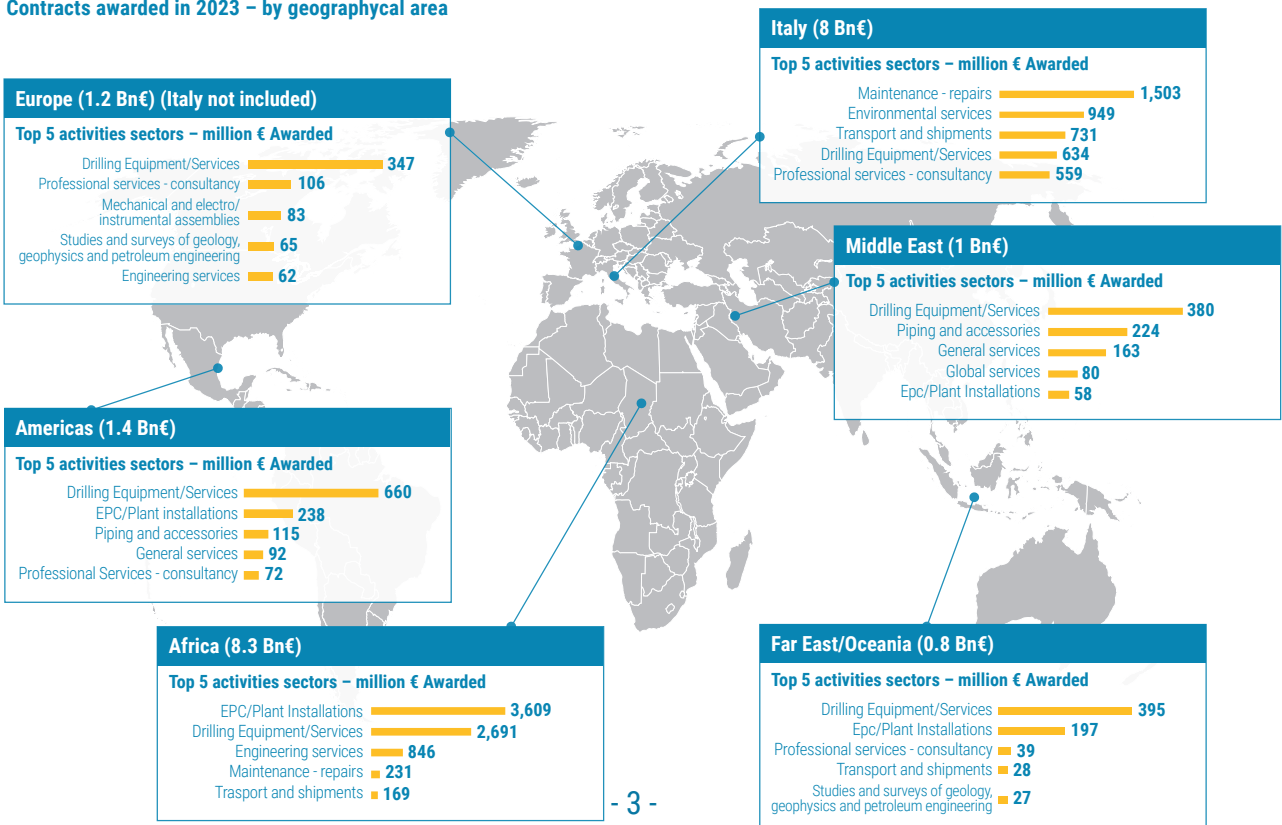 Contracts awarded in 2023 – by geographycal area
Europe (1.2 Bn€) (Italy not included)
Top 5 activities sectors – million € Awarded
Drilling Equipment/Services 347
Professional services - consultancy 106
Mechanical and electro/
instrumental assemblies 83
Studies and surveys of geology,
geophysics and petroleum engineering 65
Engineering services 62
Italy (8 Bn€)
Top 5 activities sectors – million € Awarded
Maintenance - repairs 1,503
Environmental services 949
Transport and shipments 731
Drilling Equipment/Services 634
Professional services - consultancy 559
Middle East (1 Bn€)
Top 5 activities sectors – million € Awarded
Drilling Equipment/Services 380
Piping and accessories 224
General services 163
Global services 80
Epc/Plant Installations 58
Americas (1.4 Bn€)
Top 5 activities sectors – million € Awarded
Drilling Equipment/Services 660
EPC/Plant installations 238
Piping and accessories 115
General services 92
Professional Services - consultancy 72
Africa (8.3 Bn€)
Top 5 activities sectors – million € Awarded
EPC/Plant Installations 3,609
Drilling Equipment/Services 2,691
Engineering services 846
Maintenance - repairs 231
Trasport and shipments 169
Far East/Oceania (0.8 Bn€)
Top 5 activities sectors – million € Awarded
Drilling Equipment/Services 395
Epc/Plant Installations 197
Professional services - consultancy 39
Transport and shipments 28
Studies and surveys of geology,
geophysics and petroleum engineering 27
- 3 -